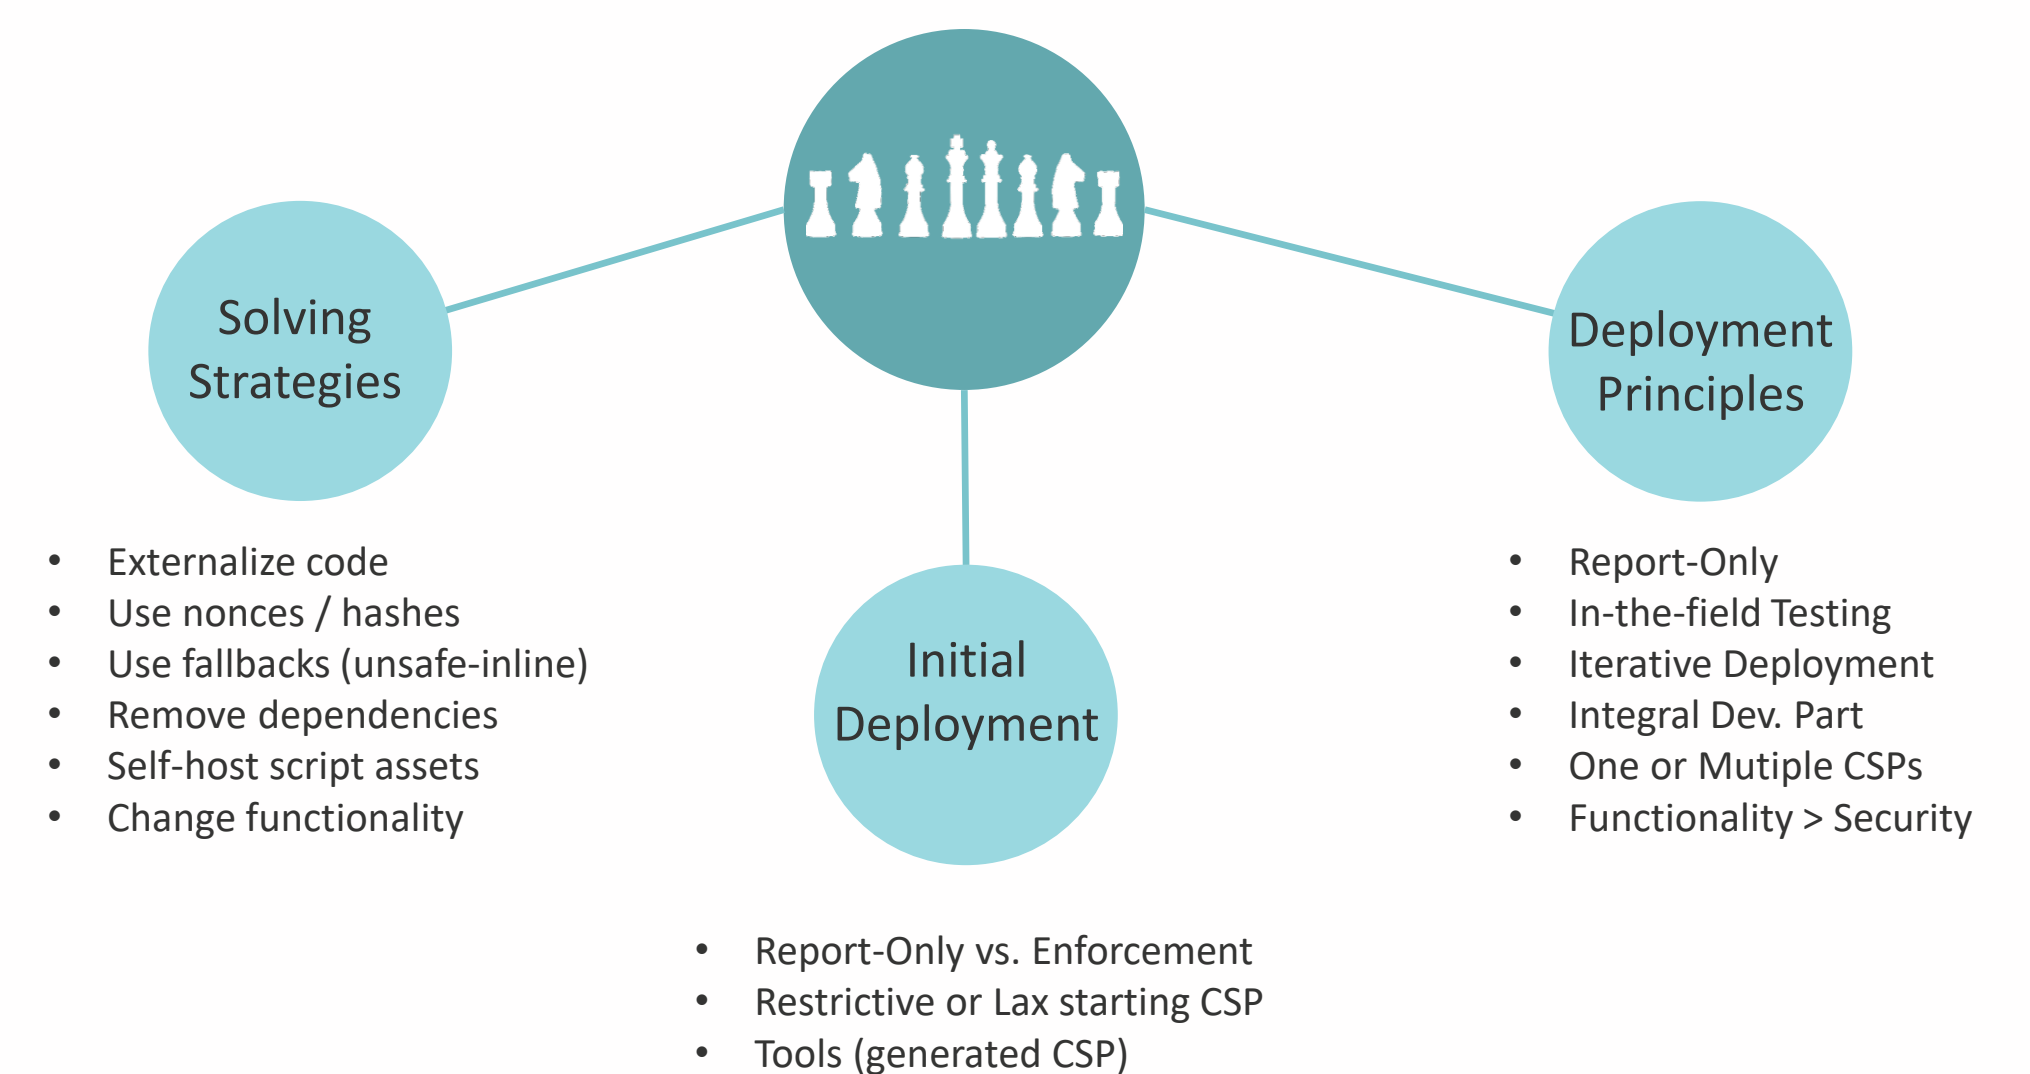 Solving
Strategies
• Externalize code
• Use nonces / hashes
• Use fallbacks (unsafe-inline)
• Remove dependencies
• Self-host script assets
• Change functionality
Initial
Deployment
• Report-Only vs. Enforcement
• Restrictive or Lax starting CSP
• Tools (generated CSP)
Deployment
Principles
• Report-Only
• In-the-field Testing
• Iterative Deployment
• Integral Dev. Part
• One or Mutiple CSPs
• Functionality > Security